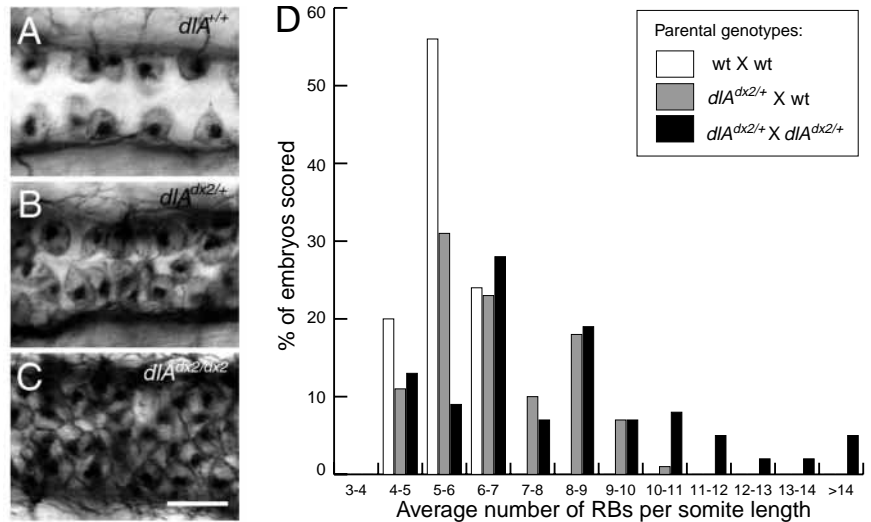 A
dlA+/+
B
dlAdx2/+
C
dlAdx2/dx2
D
% of embryos scored
60
50
40
30
20
10
0
3-4 4-5 5-6 6-7 7-8 8-9 9-10 10-11 11-12 12-13 13-14 >14
Average number of RBs per somite length
Parental genotypes:
wt X wt
dlAdx2/+ X wt
dlAdx2/+ X dlAdx2/+